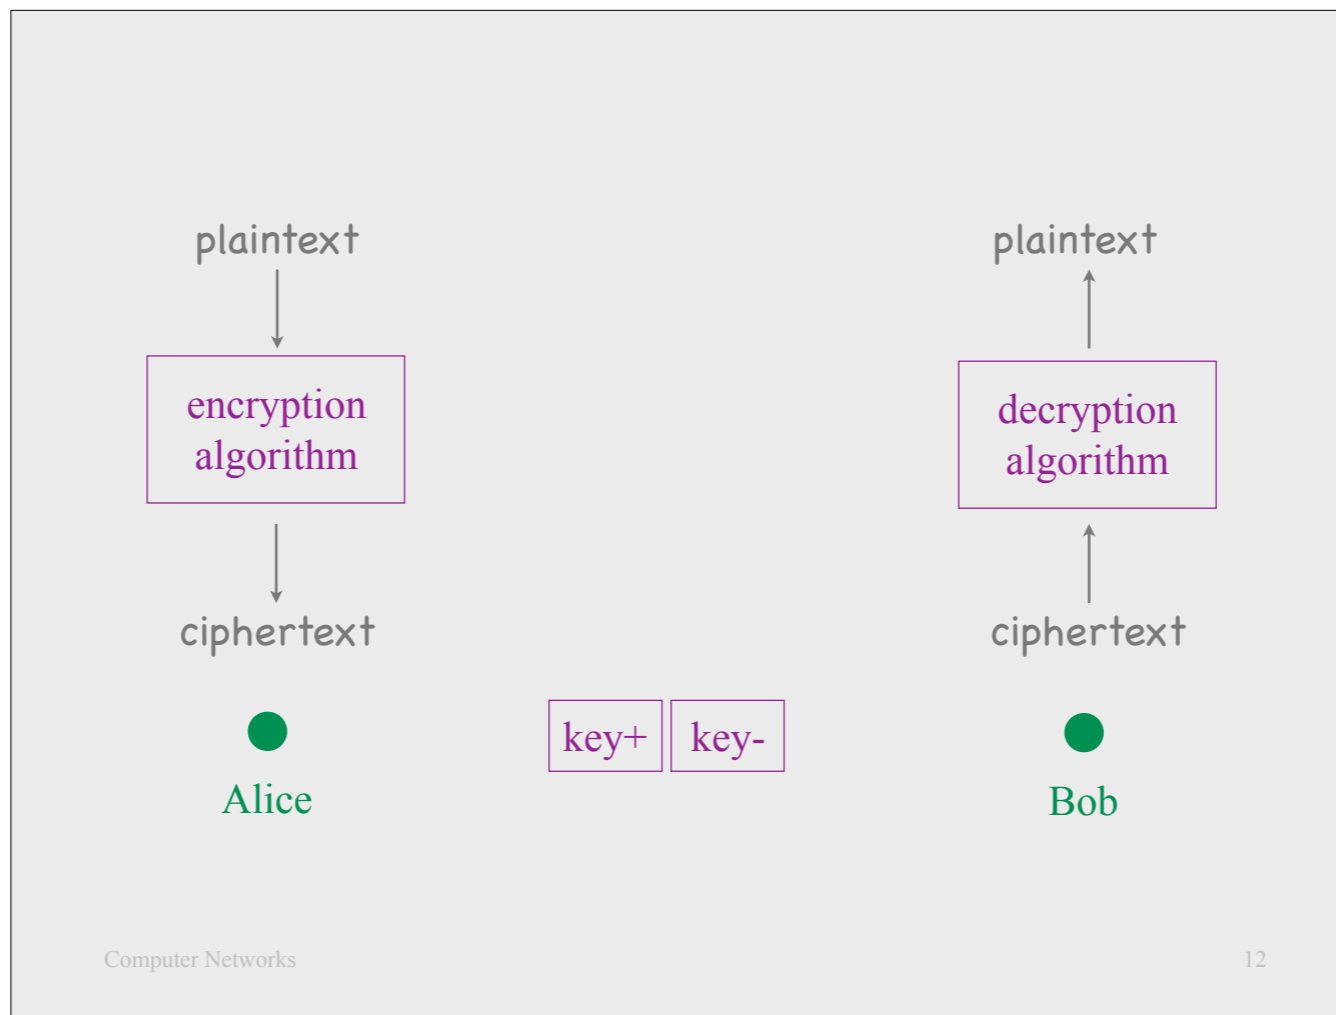 plaintext
plaintext
encryption
algorithm
decryption
algorithm
ciphertext
ciphertext
key+ key-
Alice
Bob
Computer Networks
12